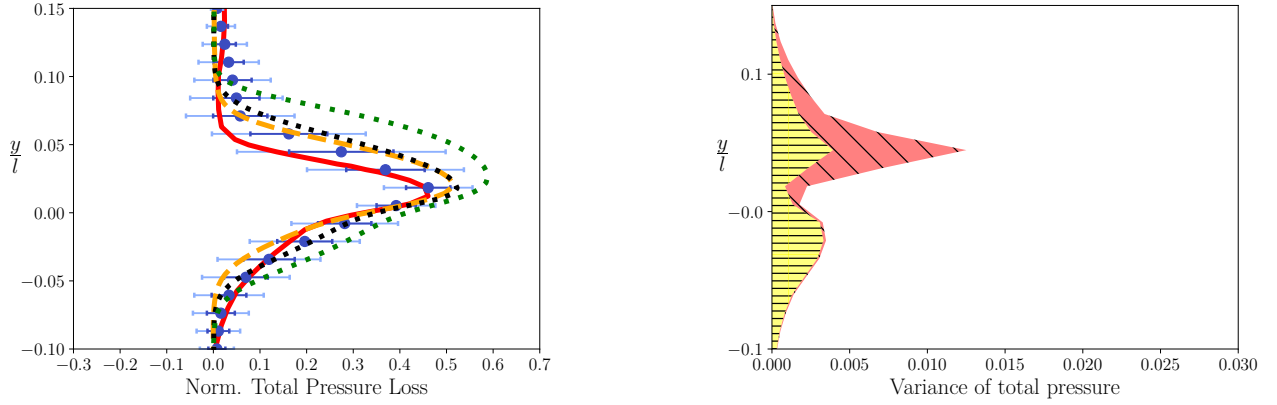 0.15
0.10
0.05
0.00
−0.05
−0.10
y
l
−0.3 −0.2 −0.1 0.0 0.1 0.2 0.3 0.4 0.5 0.6 0.7
Norm. Total Pressure Loss
0.1
−0.0
−0.1
y
l
0.000 0.005 0.010 0.015 0.020 0.025 0.030
Variance of total pressure